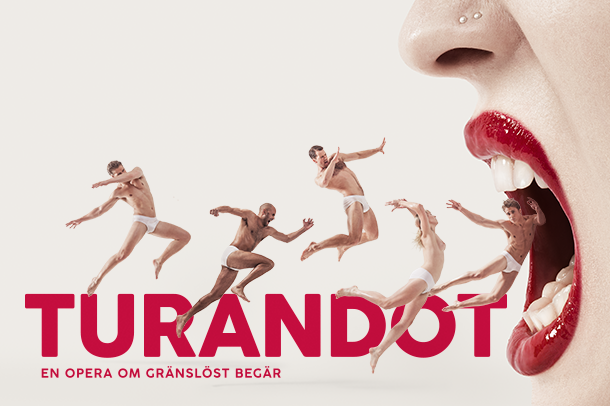 TURANDOT
EN OPERA OM GRÄNSLÖST BEGÄR